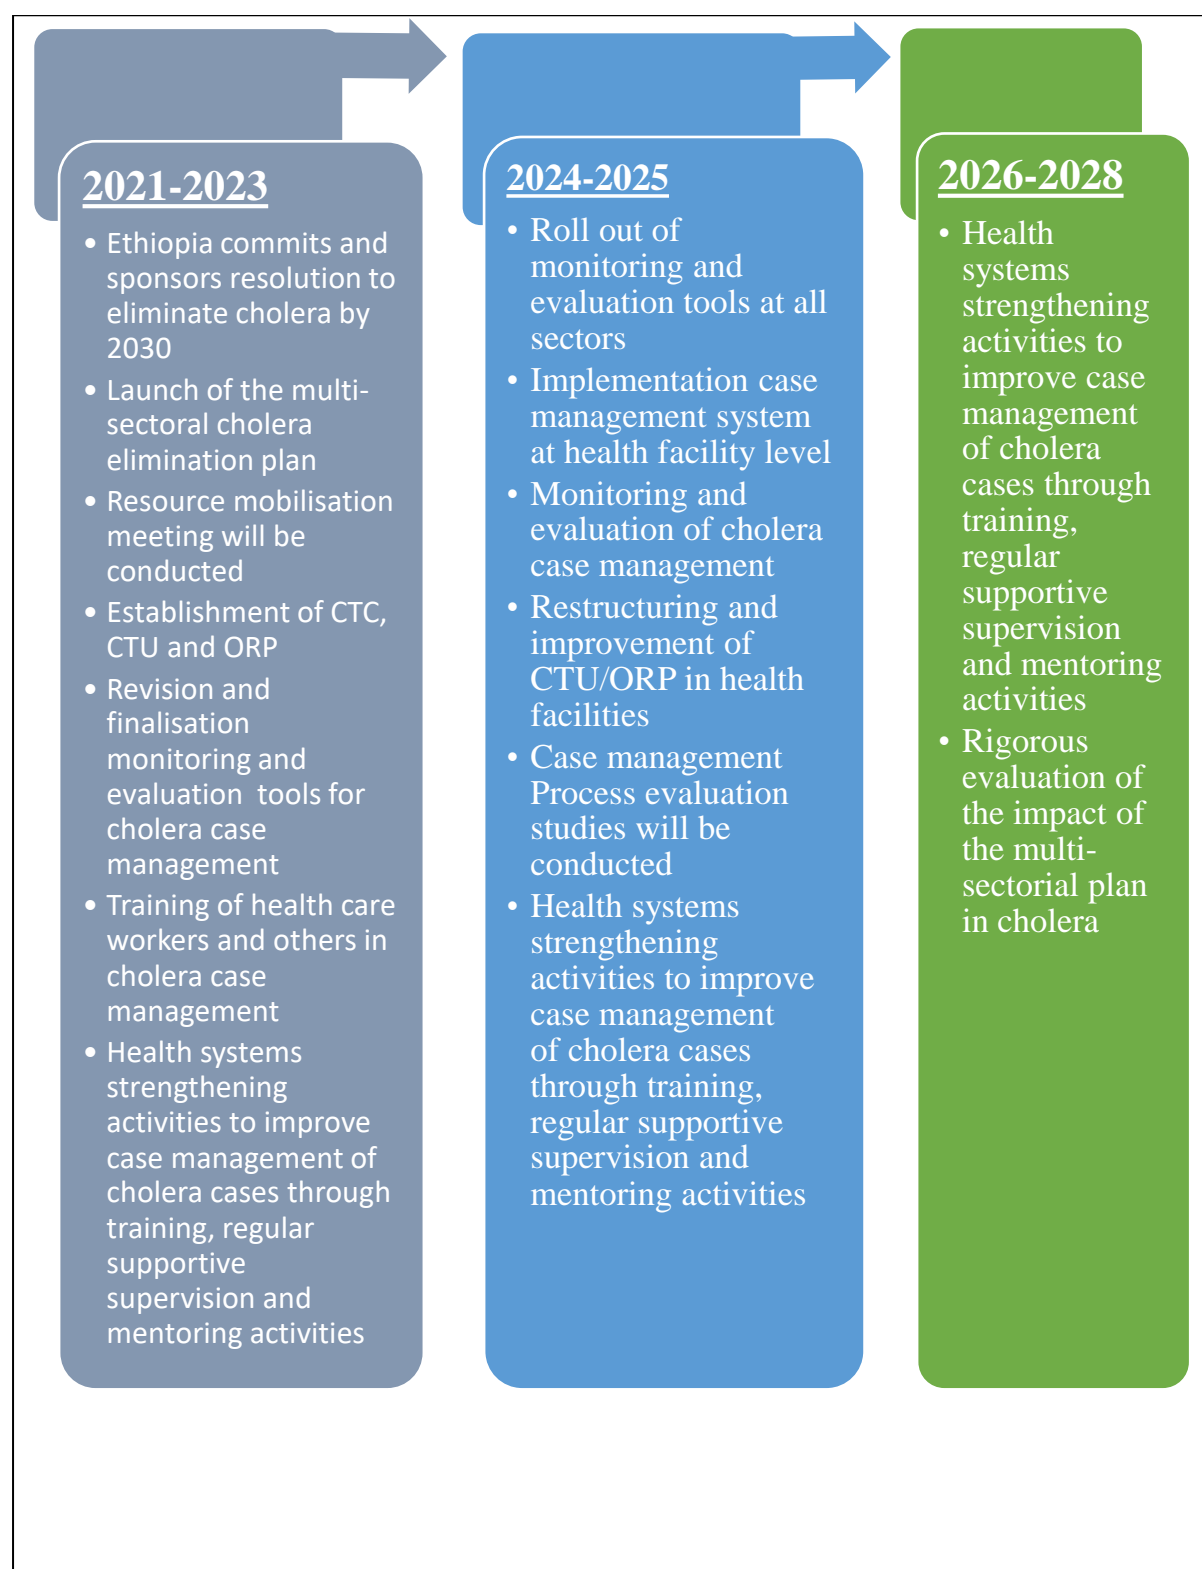 2021-2023
• Ethiopia commits and
sponsors resolution to
eliminate cholera by
2030
• Launch of the multi-
sectoral cholera
elimination plan
• Resource mobilisation
meeting will be
conducted
• Establishment of CTC,
CTU and ORP
• Revision and
finalisation
monitoring and
evaluation  tools for
cholera case
management
• Training of health care
workers and others in
cholera case
management
• Health systems
strengthening
activities to improve
case management of
cholera cases through
training, regular
supportive
supervision and
mentoring activities
2024-2025
• Roll out of
monitoring and
evaluation tools at all
sectors
• Implementation case
management system
at health facility level
• Monitoring and
evaluation of cholera
case management
• Restructuring and
improvement of
CTU/ORP in health
facilities
• Case management
Process evaluation
studies will be
conducted
• Health systems
strengthening
activities to improve
case management
of cholera cases
through training,
regular supportive
supervision and
mentoring activities
2026-2028
• Health
systems
strengthening
activities to
improve case
management
of cholera
cases through
training,
regular
supportive
supervision
and mentoring
activities
• Rigorous
evaluation of
the impact of
the multi-
sectorial plan
in cholera